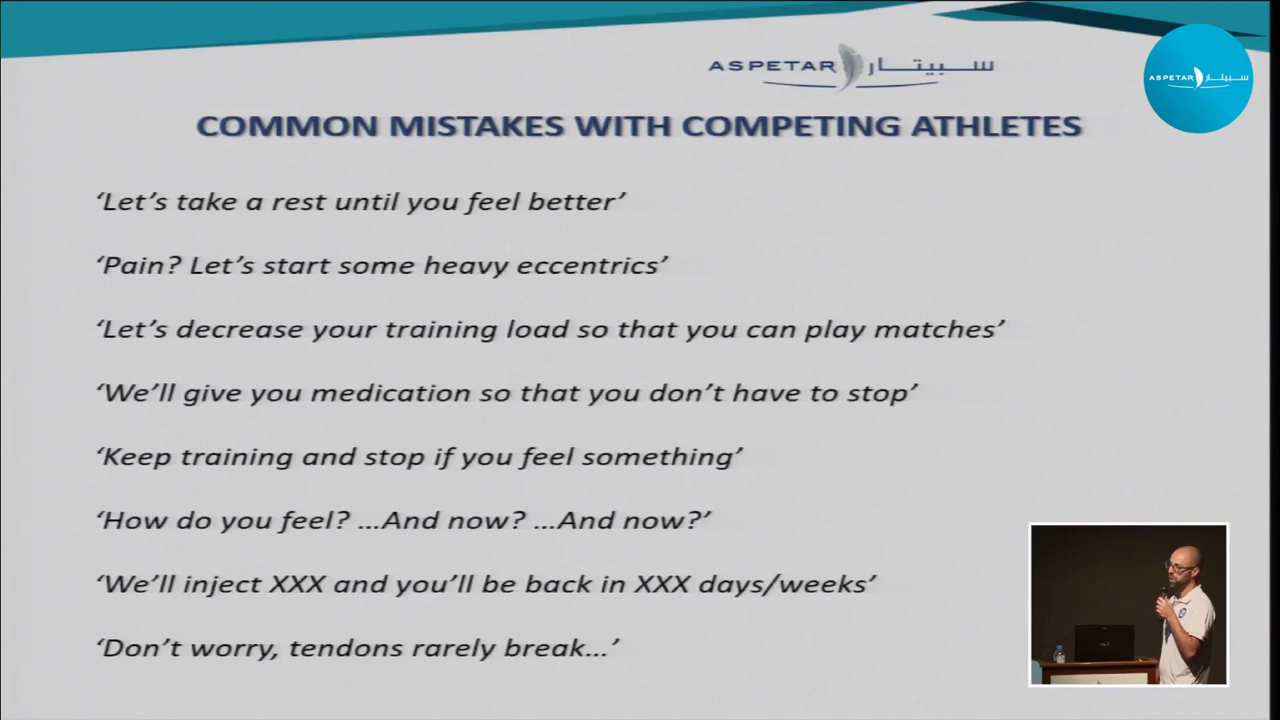 ASPETAR سبيتار
ASPETAR سبيتار
COMMON MISTAKES WITH COMPETING ATHLETES
‘Let’s take a rest until you feel better’
‘Pain? Let’s start some heavy eccentrics’
‘Let’s decrease your training load so that you can play matches’
‘We’ll give you medication so that you don’t have to stop’
‘Keep training and stop if you feel something’
‘How do you feel? ...And now? ...And now?’
‘We’ll inject XXX and you’ll be back in XXX days/weeks’
‘Don’t worry, tendons rarely break...’